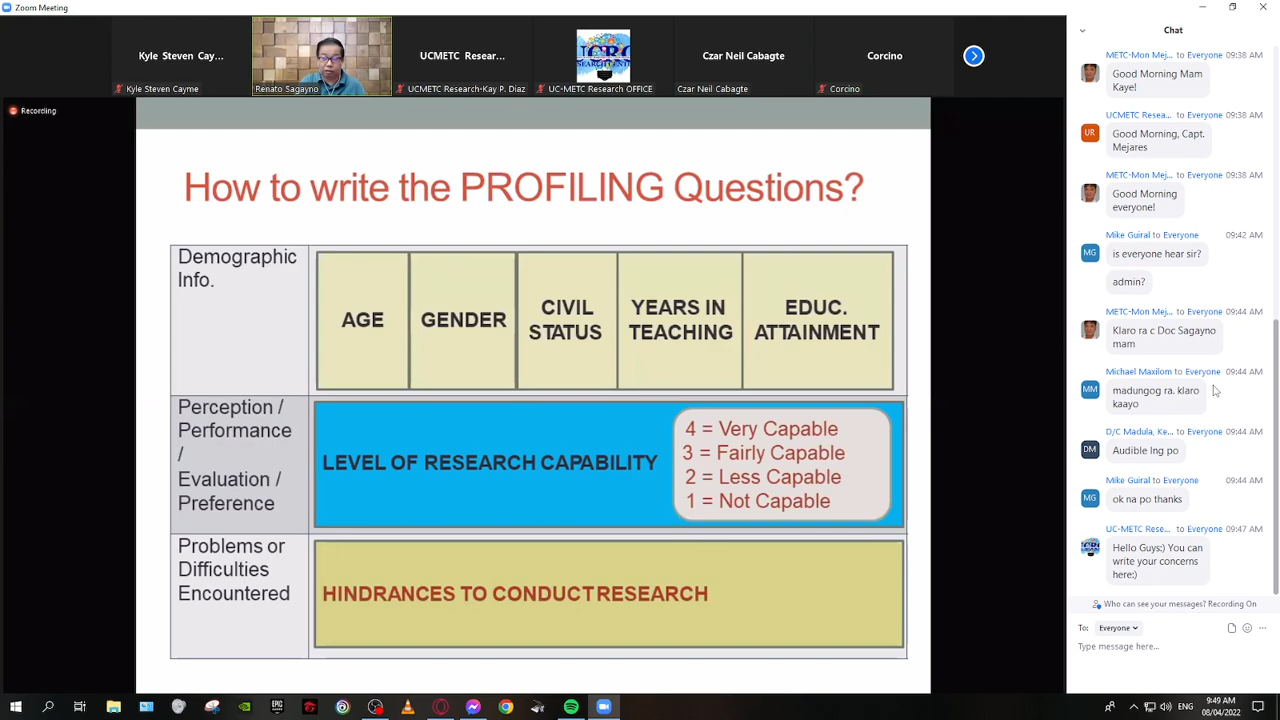 Zoom Meeting
Kyle Steven Cay...
UCMETC Resear...
Czar Neil Cabagte
Corcino
Kyle Steven Cayme
Renato Sagayno
UCMETC Research-Kay P. Diaz
UC-METC Research OFFICE
Czar Neil Cabagte
Corcino
Recording
How to write the PROFILING Questions?
Demographic
Info.
AGE
GENDER
CIVIL
STATUS
YEARS IN
TEACHING
EDUC.
ATTAINMENT
Perception /
Performance
/
Evaluation /
Preference
LEVEL OF RESEARCH CAPABILITY
4 = Very Capable
3 = Fairly Capable
2 = Less Capable
1 = Not Capable
Problems or
Difficulties
Encountered
HINDRANCES TO CONDUCT RESEARCH
Chat
METC-Mon Mej... to Everyone 09:38 AM
Good Morning Mam
Kaye!
UCMETC Resea... to Everyone 09:38 AM
UR
Good Morning, Capt.
Mejares
METC-Mon Mej... to Everyone 09:38 AM
Good Morning
everyone!
Mike Guiral to Everyone 09:42 AM
MG
is everyone hear sir?
admin?
METC-Mon Mej... to Everyone 09:44 AM
Klaro ra c Doc Sagayno
mam
Michael Maxilom to Everyone 09:44 AM
MM
madungog ra. klaro
kaayo
D/C Madula, Ke... to Everyone 09:44 AM
DM
Audible lng po
Mike Guiral to Everyone 09:44 AM
MG
ok na po thanks
UC-METC Rese... to Everyone 09:47 AM
Hello Guys:) You can
write your concerns
here:)
Who can see your messages? Recording On
To: Everyone
Type message here...
EPIC
GAMES
ENG
9:49 AM
08/04/2022